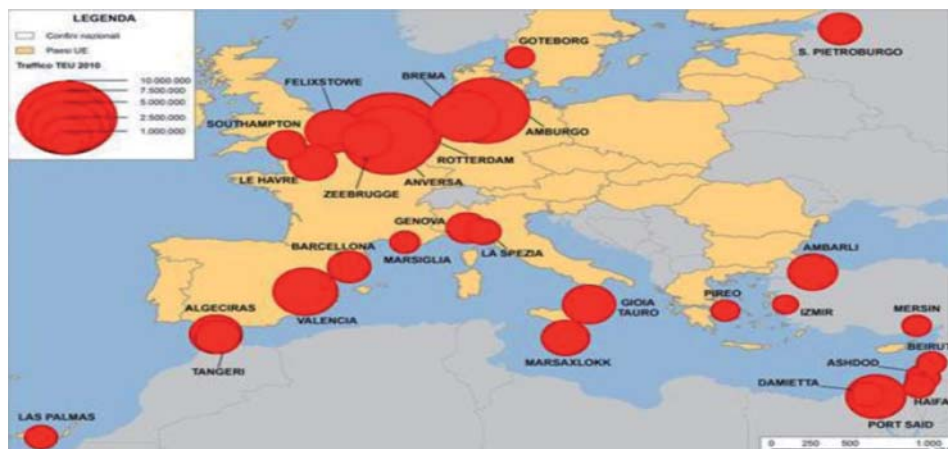 LEGENDA
Confini nazionali
Paesi UE
Traffico TEU 2010
10.000.000
7.500.000
5.000.000
2.500.000
1.000.000
GOTEBORG
S. PIETROBURGO
BREMA
FELIXSTOWE
SOUTHAMPTON
AMBURGO
ROTTERDAM
LE HAVRE
ZEEBRUGGE
ANVERSA
GENOVA
BARCELLONA
MARSIGLIA
LA SPEZIA
AMBARLI
ALGECIRAS
VALENCIA
GIOIA
TAURO
PIREO
IZMIR
MERSIN
MARSAXLOKK
BEIRUT
TANGERI
ASHDOD
DAMIETTA
HAIFA
LAS PALMAS
PORT SAID
0 250 500 1.000